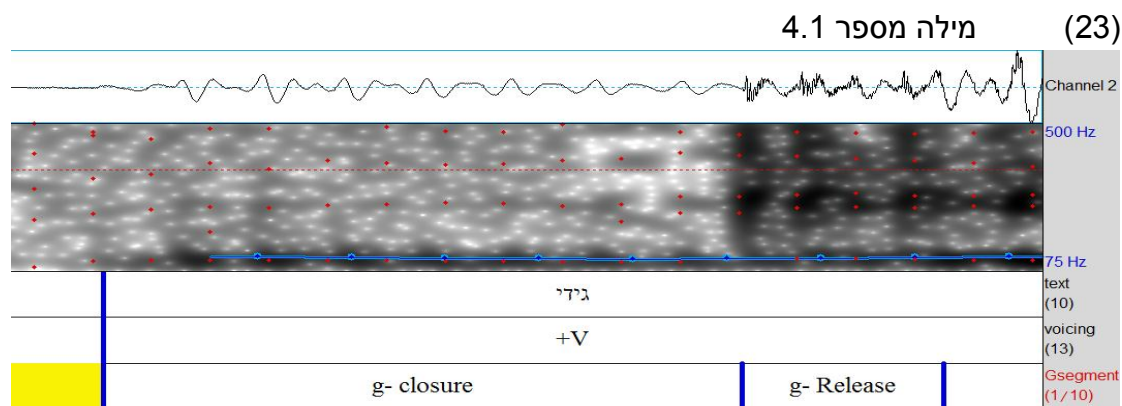 (23) מילה מספר 4.1
Channel 2
500 Hz
75 Hz
גידי
text
(10)
+V
voicing
(13)
g- closure
g- Release
Gsegment
(1/10)